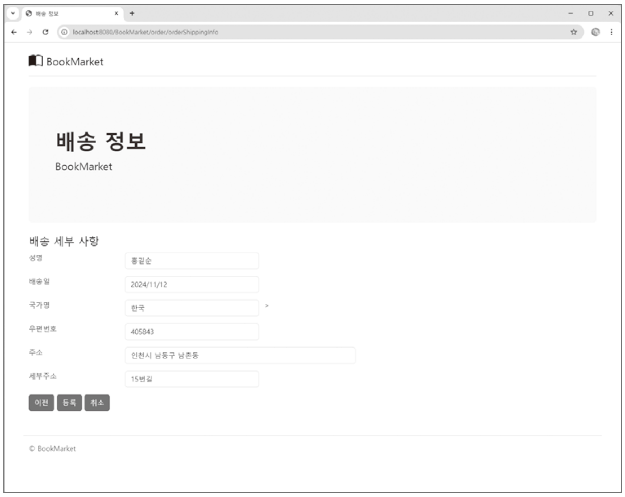 배송 정보
localhost:8080/BookMarket/order/orderShippingInfo
BookMarket
배송 정보
BookMarket
배송 세부 사항
성명 홍길순
배송일 2024/11/12
국가명 한국 >
우편번호 405843
주소 인천시 남동구 남촌동
세부주소 15번길
이전 등록 취소
© BookMarket